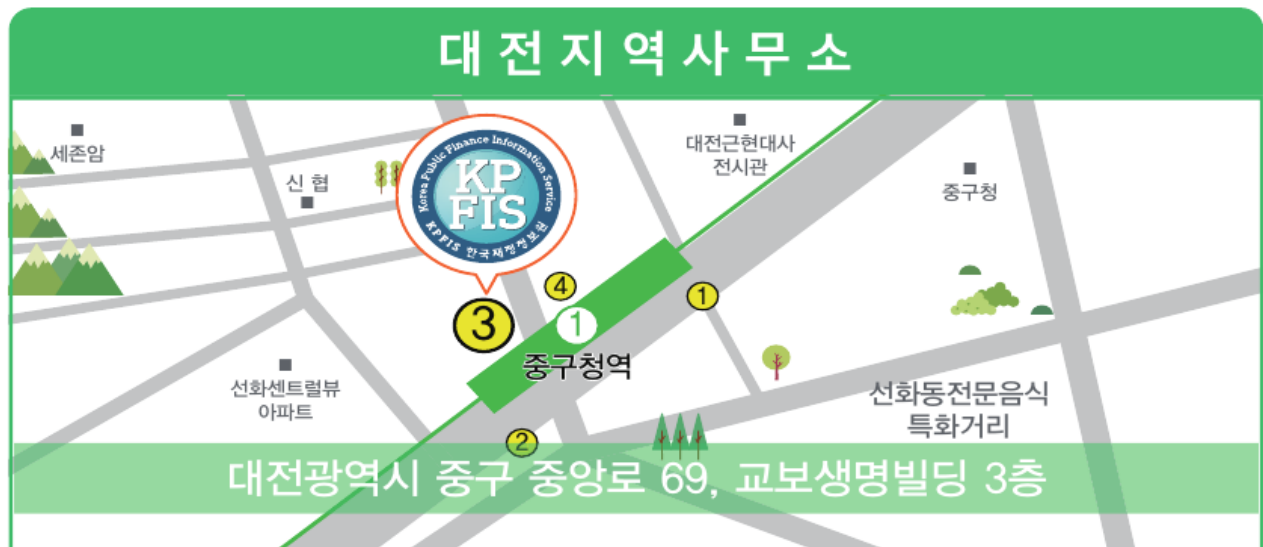 대전지역사무소
세존암
신 협
Korea Public Finance Information Service
KP
FIS
KPFIS 한국재정정보원
대전근현대사
전시관
중구청
4
1
3
1
중구청역
선화센트럴뷰
아파트
선화동전문음식
특화거리
2
대전광역시 중구 중앙로 69, 교보생명빌딩 3층